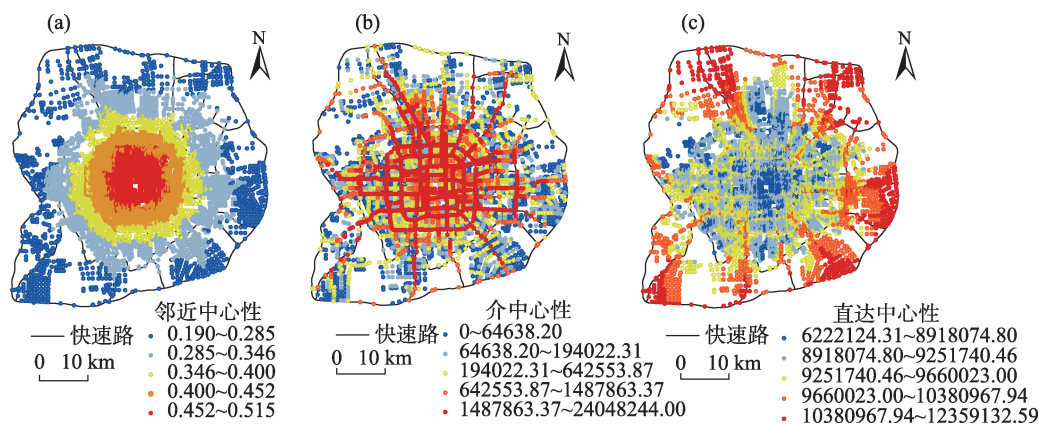 (a)
N
邻近中心性
快速路
0 10 km
0.190~0.285
0.285~0.346
0.346~0.400
0.400~0.452
0.452~0.515
(b)
N
介中心性
快速路
0 10 km
0~64638.20
64638.20~194022.31
194022.31~642553.87
642553.87~1487863.37
1487863.37~24048244.00
(c)
N
直达中心性
快速路
0 10 km
6222124.31~8918074.80
8918074.80~9251740.46
9251740.46~9660023.00
9660023.00~10380967.94
10380967.94~12359132.59